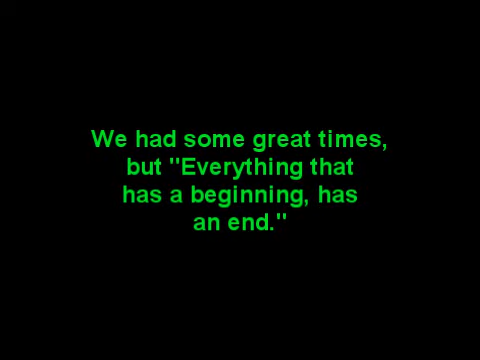 We had some great times,
but "Everything that
has a beginning, has
an end."